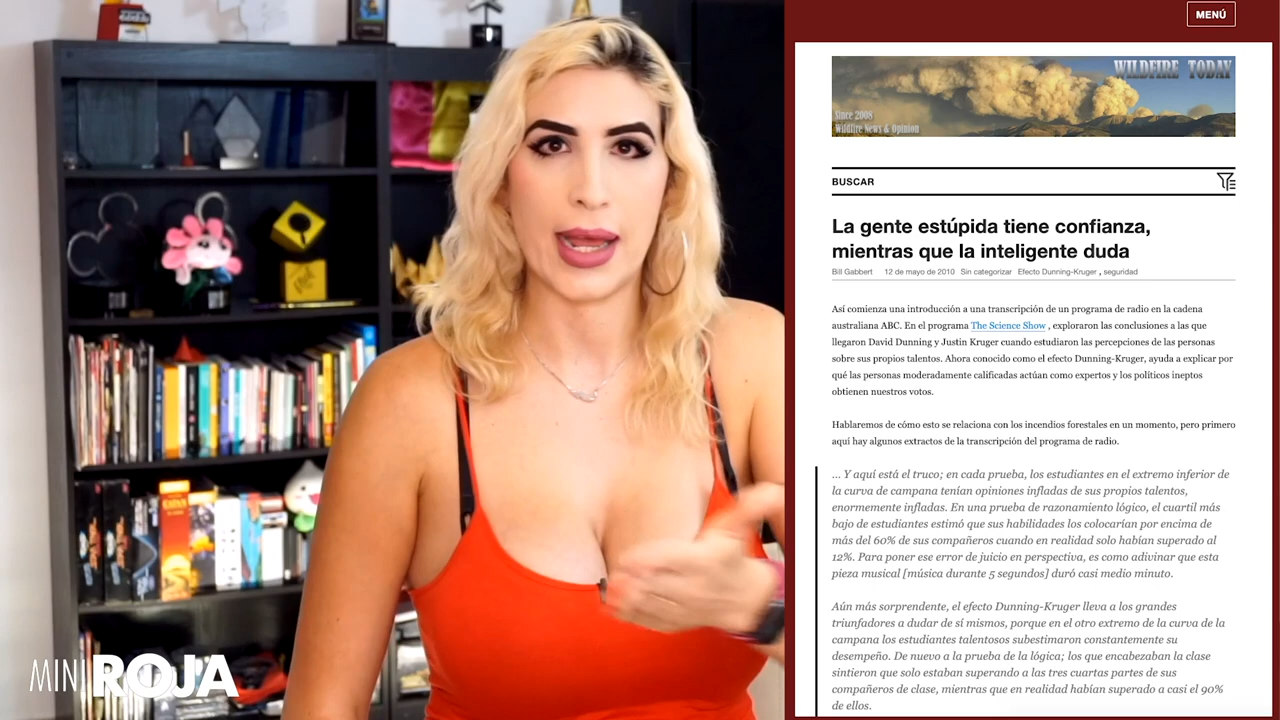 MENÚ
WILDFIRE TODAY
Since 2008
Wildfire News & Opinion
BUSCAR
La gente estúpida tiene confianza,
mientras que la inteligente duda
Bill Gabbert 12 de mayo de 2010 Sin categorizar Efecto Dunning-Kruger , seguridad
Así comienza una introducción a una transcripción de un programa de radio en la cadena
australiana ABC. En el programa The Science Show , exploraron las conclusiones a las que
llegaron David Dunning y Justin Kruger cuando estudiaron las percepciones de las personas
sobre sus propios talentos. Ahora conocido como el efecto Dunning-Kruger, ayuda a explicar por
qué las personas moderadamente calificadas actúan como expertos y los políticos ineptos
obtienen nuestros votos.
Hablaremos de cómo esto se relaciona con los incendios forestales en un momento, pero primero
aquí hay algunos extractos de la transcripción del programa de radio.
... Y aquí está el truco; en cada prueba, los estudiantes en el extremo inferior de
la curva de campana tenían opiniones infladas de sus propios talentos,
enormemente infladas. En una prueba de razonamiento lógico, el cuartil más
bajo de estudiantes estimó que sus habilidades los colocarían por encima de
más del 60% de sus compañeros cuando en realidad solo habían superado al
12%. Para poner ese error de juicio en perspectiva, es como adivinar que esta
pieza musical [música durante 5 segundos] duró casi medio minuto.
Aún más sorprendente, el efecto Dunning-Kruger lleva a los grandes
triunfadores a dudar de sí mismos, porque en el otro extremo de la curva de la
campana los estudiantes talentosos subestimaron constantemente su
desempeño. De nuevo a la prueba de la lógica; los que encabezaban la clase
sintieron que solo estaban superando a las tres cuartas partes de sus
compañeros de clase, mientras que en realidad habían superado a casi el 90%
de ellos.
MINI ROJA